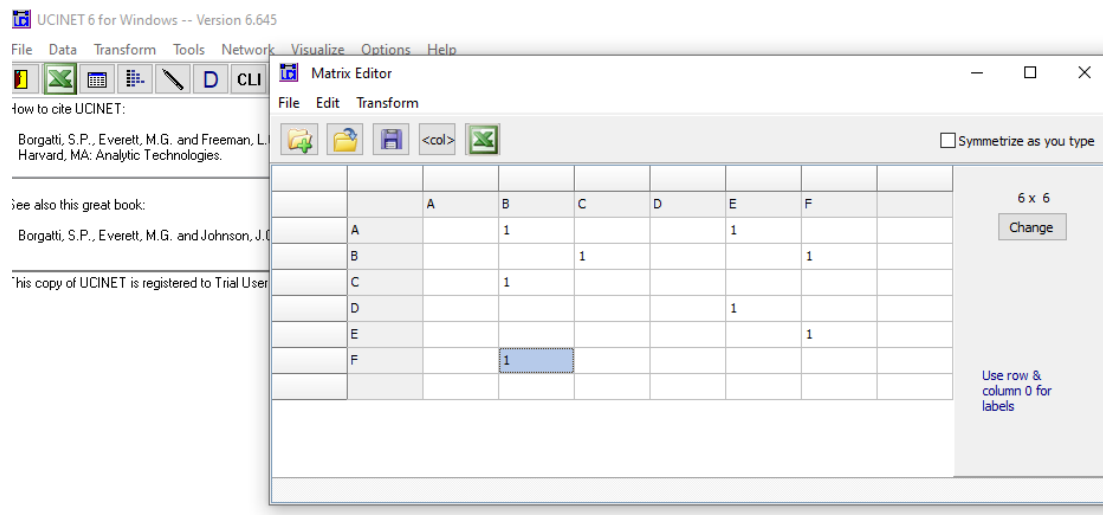 UCINET 6 for Windows -- Version 6.645
File Data Transform Tools Network Visualize Options Help
D CLI
How to cite UCINET:
Borgatti, S.P., Everett, M.G. and Freeman, L.
Harvard, MA: Analytic Technologies.
See also this great book:
Borgatti, S.P., Everett, M.G. and Johnson, J.
This copy of UCINET is registered to Trial User
Matrix Editor
File Edit Transform
<col>
Symmetrize as you type
A B C D E F
A 1 1
B 1 1
C 1
D 1
E 1
F 1
6 x 6
Change
Use row &
column 0 for
labels